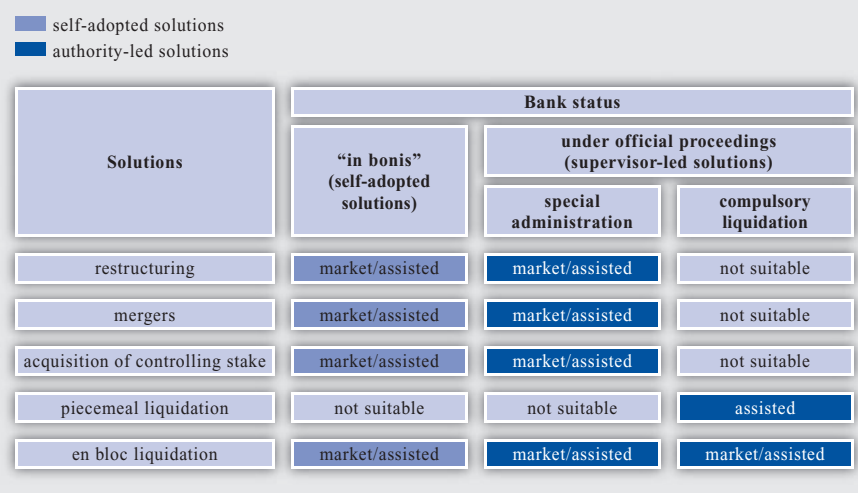 self-adopted solutions
authority-led solutions
Solutions
Bank status
“in bonis”
(self-adopted
solutions)
under official proceedings
(supervisor-led solutions)
special
administration
compulsory
liquidation
restructuring
market/assisted
market/assisted
not suitable
mergers
market/assisted
market/assisted
not suitable
acquisition of controlling stake
market/assisted
market/assisted
not suitable
piecemeal liquidation
not suitable
not suitable
assisted
en bloc liquidation
market/assisted
market/assisted
market/assisted